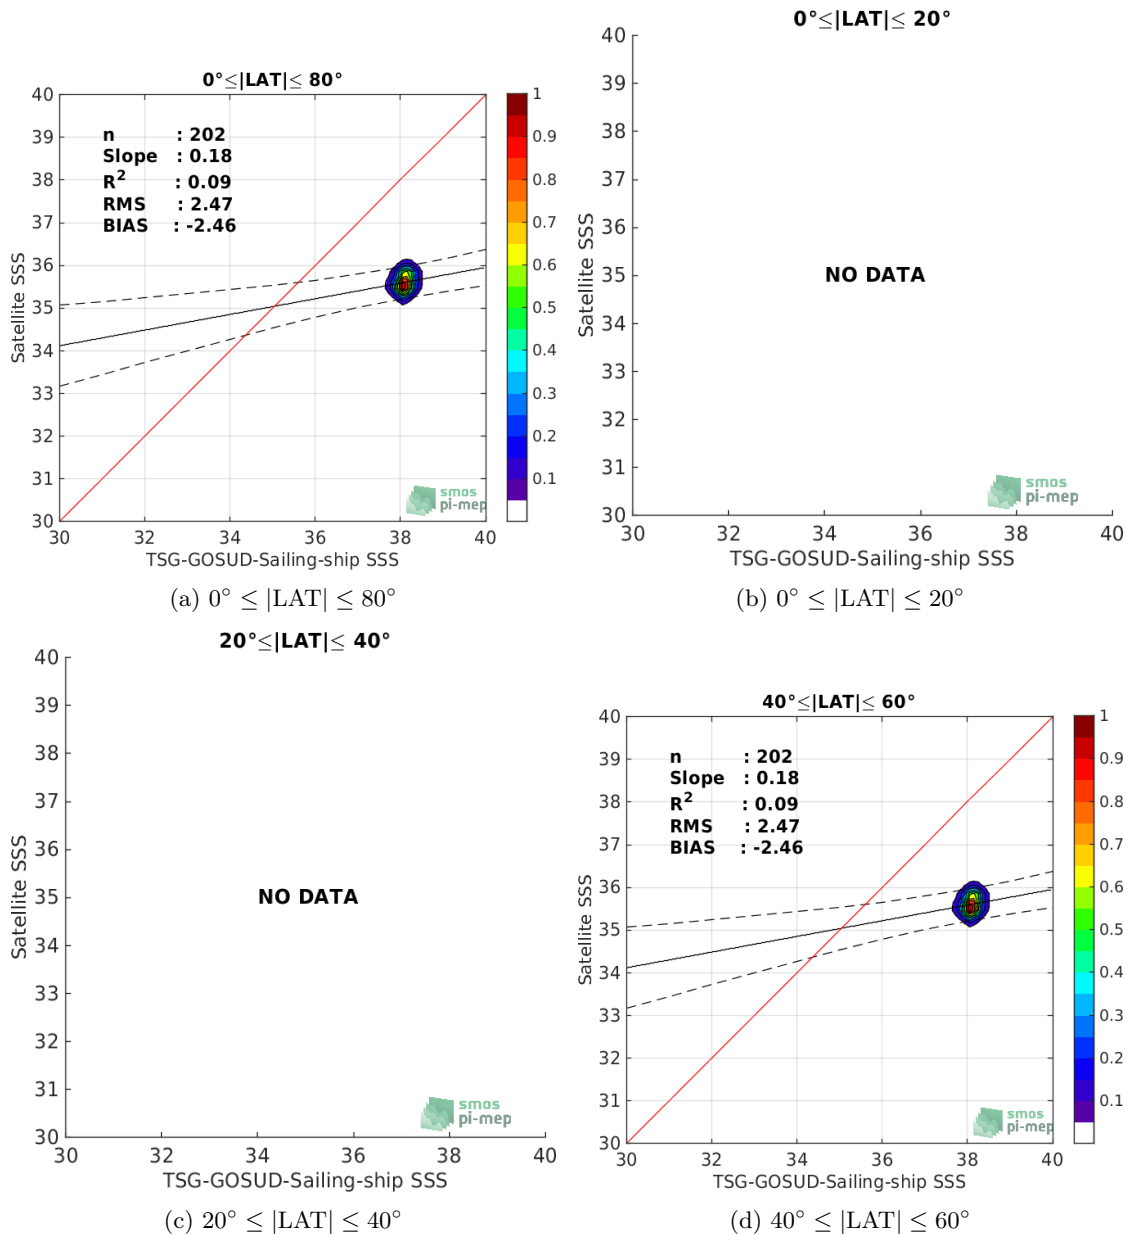 0°≤|LAT|≤ 80°
40
39
38
37
36
35
34
33
32
31
30
n : 202
Slope : 0.18
R² : 0.09
RMS : 2.47
BIAS : -2.46
1
0.9
0.8
0.7
0.6
0.5
0.4
0.3
0.2
0.1
Satellite SSS
smos
pi-mep
30 32 34 36 38 40
TSG-GOSUD-Sailing-ship SSS
(a) 0° ≤ |LAT| ≤ 80°
0°≤|LAT|≤ 20°
40
39
38
37
36
35
34
33
32
31
30
Satellite SSS
NO DATA
smos
pi-mep
30 32 34 36 38 40
TSG-GOSUD-Sailing-ship SSS
(b) 0° ≤ |LAT| ≤ 20°
20°≤|LAT|≤ 40°
40
39
38
37
36
35
34
33
32
31
30
Satellite SSS
NO DATA
smos
pi-mep
30 32 34 36 38 40
TSG-GOSUD-Sailing-ship SSS
(c) 20° ≤ |LAT| ≤ 40°
40°≤|LAT|≤ 60°
40
39
38
37
36
35
34
33
32
31
30
n : 202
Slope : 0.18
R² : 0.09
RMS : 2.47
BIAS : -2.46
1
0.9
0.8
0.7
0.6
0.5
0.4
0.3
0.2
0.1
Satellite SSS
smos
pi-mep
30 32 34 36 38 40
TSG-GOSUD-Sailing-ship SSS
(d) 40° ≤ |LAT| ≤ 60°